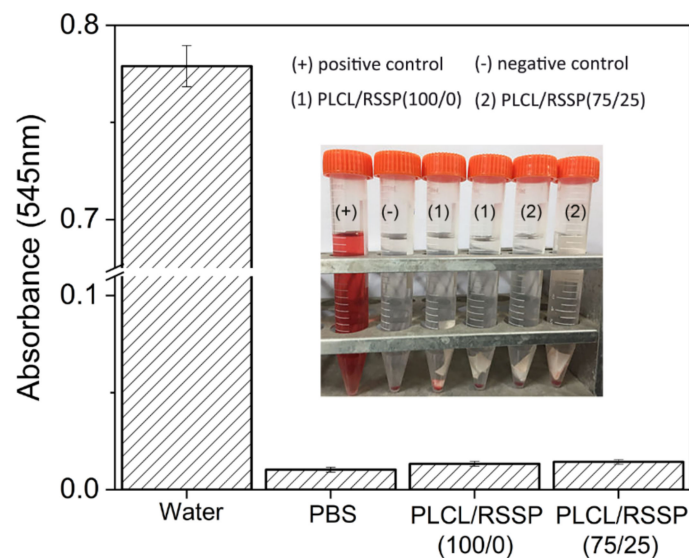 0.8
0.7
0.1
0.0
Absorbance (545nm)
(+) positive control (-) negative control
(1) PLCL/RSSP(100/0) (2) PLCL/RSSP(75/25)
(+) (-) (1) (1) (2) (2)
Water PBS PLCL/RSSP PLCL/RSSP
(100/0) (75/25)